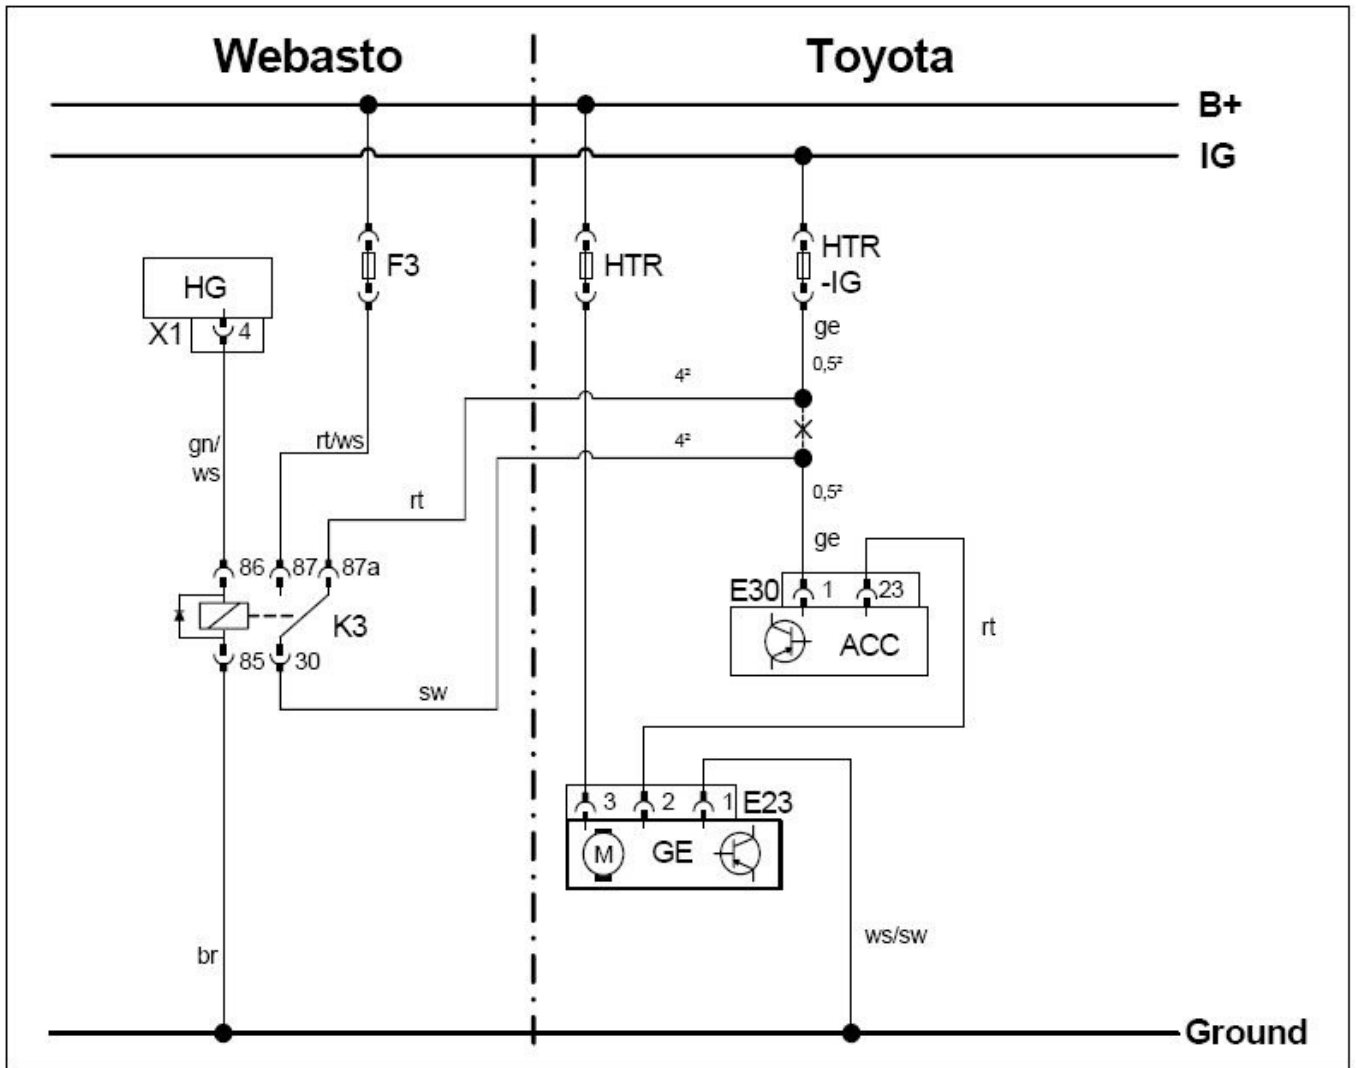 Webasto
Toyota
B+
IG
HG
X1
4
F3
HTR
HTR
-IG
ge
0,5²
4²
4²
gn/
ws
rt/ws
rt
0,5²
ge
86
87
87a
K3
85
30
sw
E30
1
23
ACC
rt
3
2
1
E23
M
GE
ws/sw
br
Ground